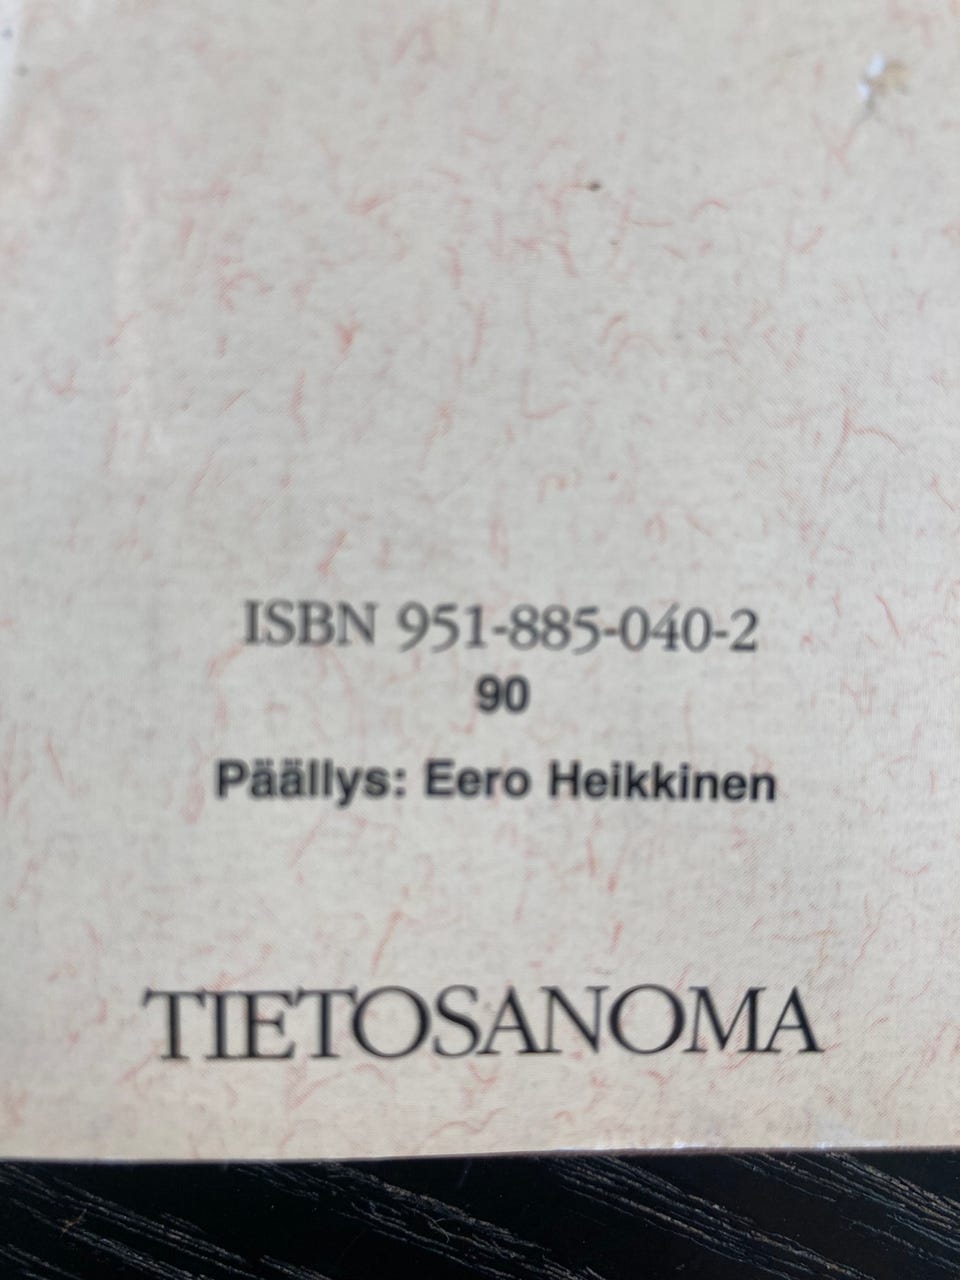 ISBN 951-885-040-2
90
Päällys: Eero Heikkinen
TIETOSANOMA